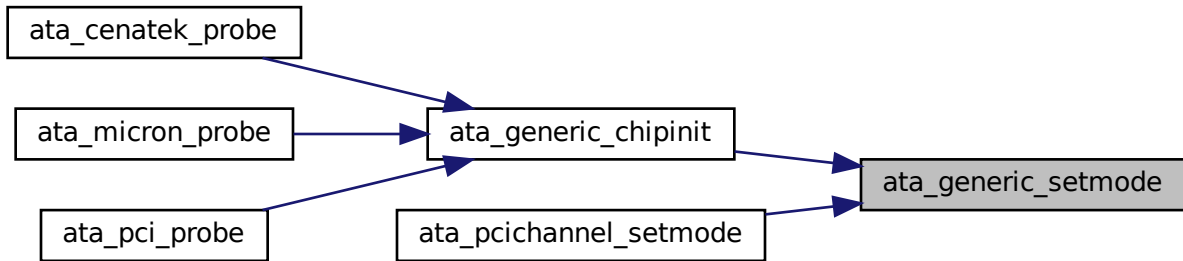 ata_cenatek_probe
ata_micron_probe
ata_generic_chipinit
ata_generic_setmode
ata_pci_probe
ata_pcichannel_setmode